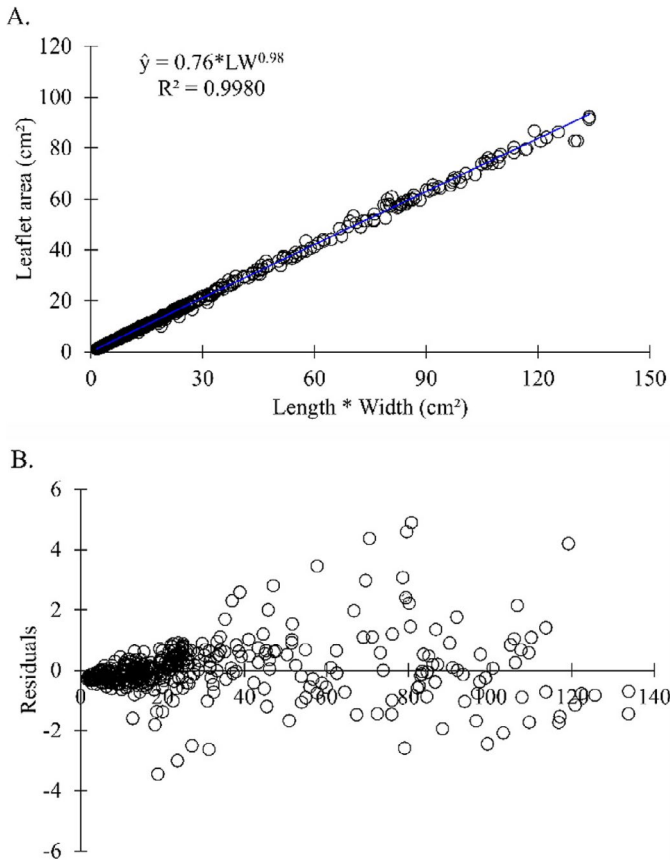 A.
ŷ = 0.76*LW^0.98
R² = 0.9980
120
100
80
60
40
20
0
0 30 60 90 120 150
Leaflet area (cm²)
Length * Width (cm²)
B.
6
4
2
0
-2
-4
-6
0 20 40 60 80 100 120 140
Residuals